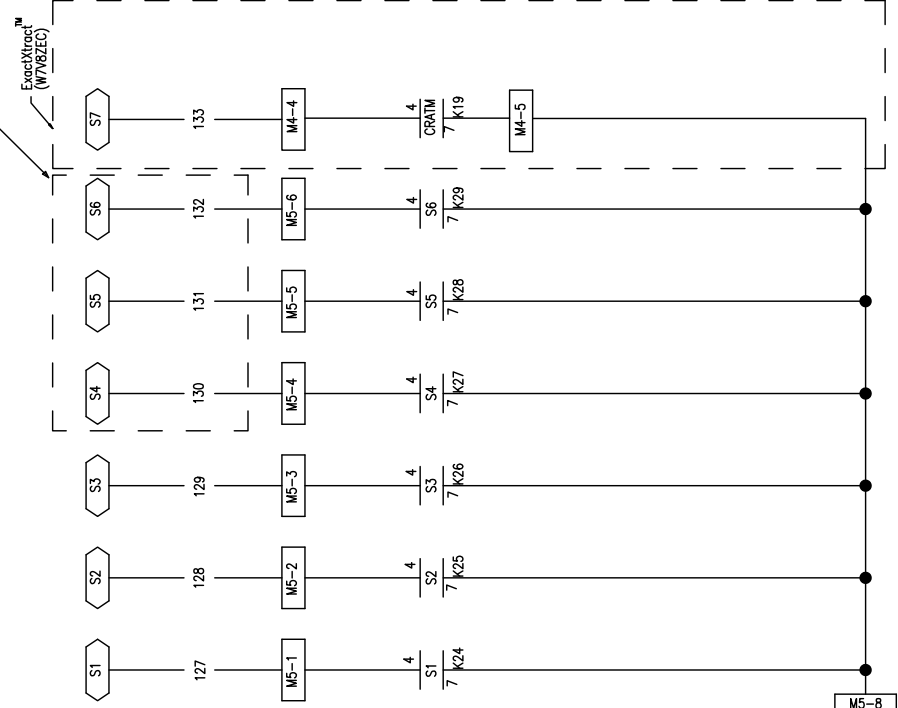 ExactXtract™
(W7V8ZEC)
S7 133 M4-4 4 CRATM 7 K19 M4-5
S6 132 M5-6 4 S6 7 K29
S5 131 M5-5 4 S5 7 K28
S4 130 M5-4 4 S4 7 K27
S3 129 M5-3 4 S3 7 K26
S2 128 M5-2 4 S2 7 K25
S1 127 M5-1 4 S1 7 K24
M5-8